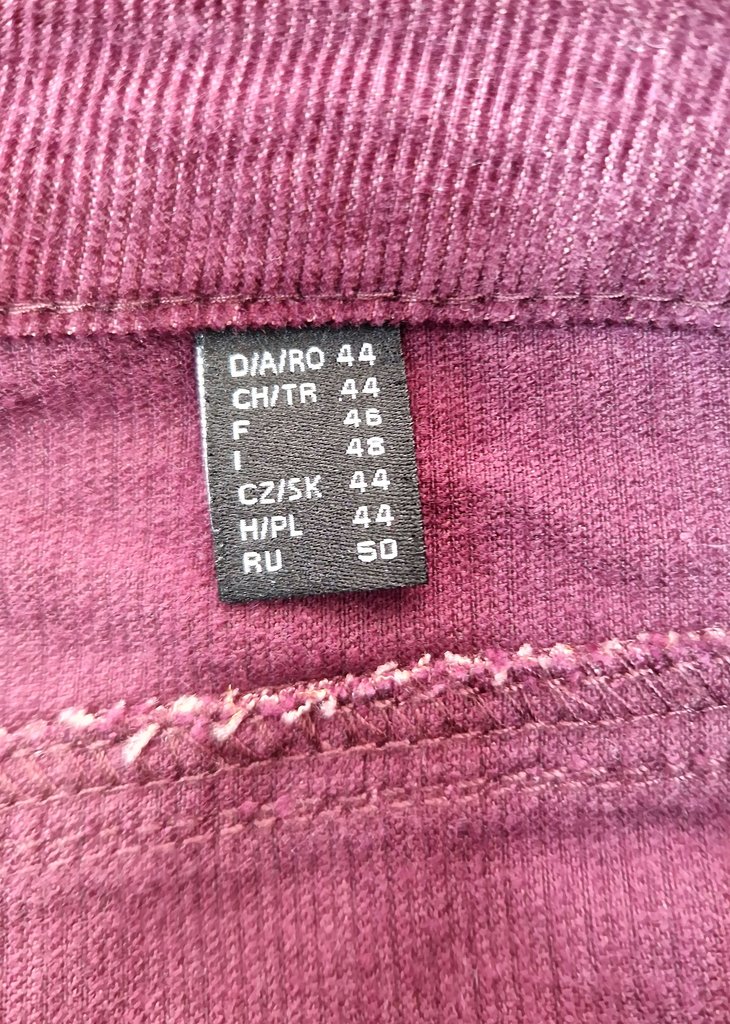 D/A/RO 44
CH/TR 44
F 46
I 48
CZ/SK 44
H/PL 44
RU 50